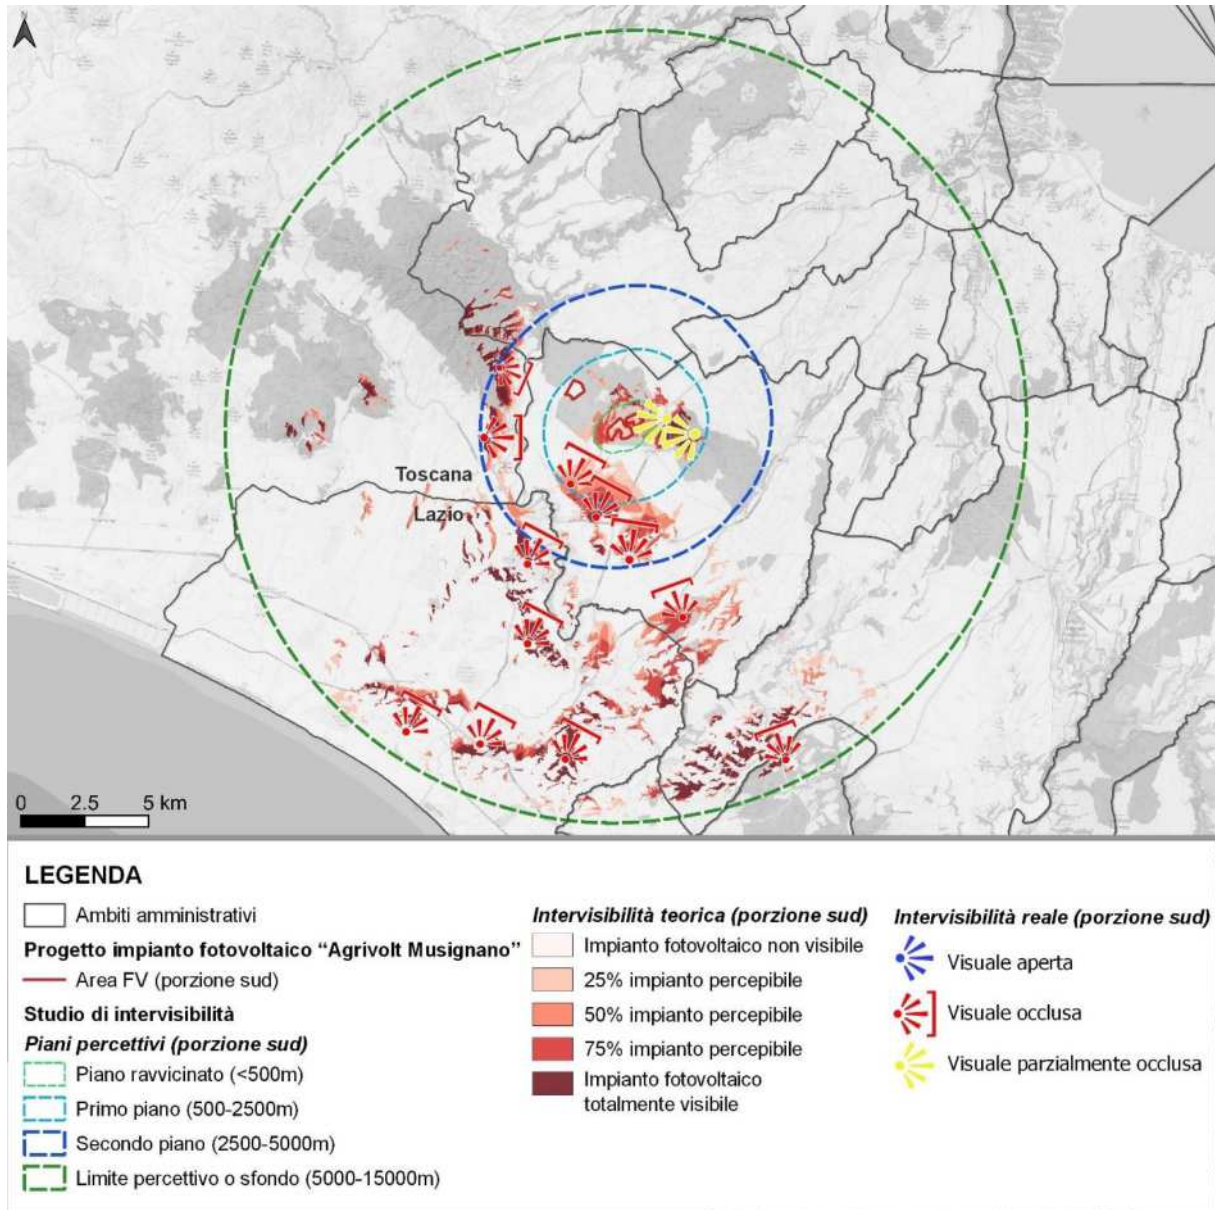 Toscana
Lazio
0 2.5 5 km
LEGENDA
Ambiti amministrativi
Progetto impianto fotovoltaico “Agrivolt Musignano”
Area FV (porzione sud)
Studio di intervisibilità
Piani percettivi (porzione sud)
Piano ravvicinato (<500m)
Primo piano (500-2500m)
Secondo piano (2500-5000m)
Limite percettivo o sfondo (5000-15000m)
Intervisibilità teorica (porzione sud)
Impianto fotovoltaico non visibile
25% impianto percepibile
50% impianto percepibile
75% impianto percepibile
Impianto fotovoltaico
totalmente visibile
Intervisibilità reale (porzione sud)
Visuale aperta
Visuale occlusa
Visuale parzialmente occlusa